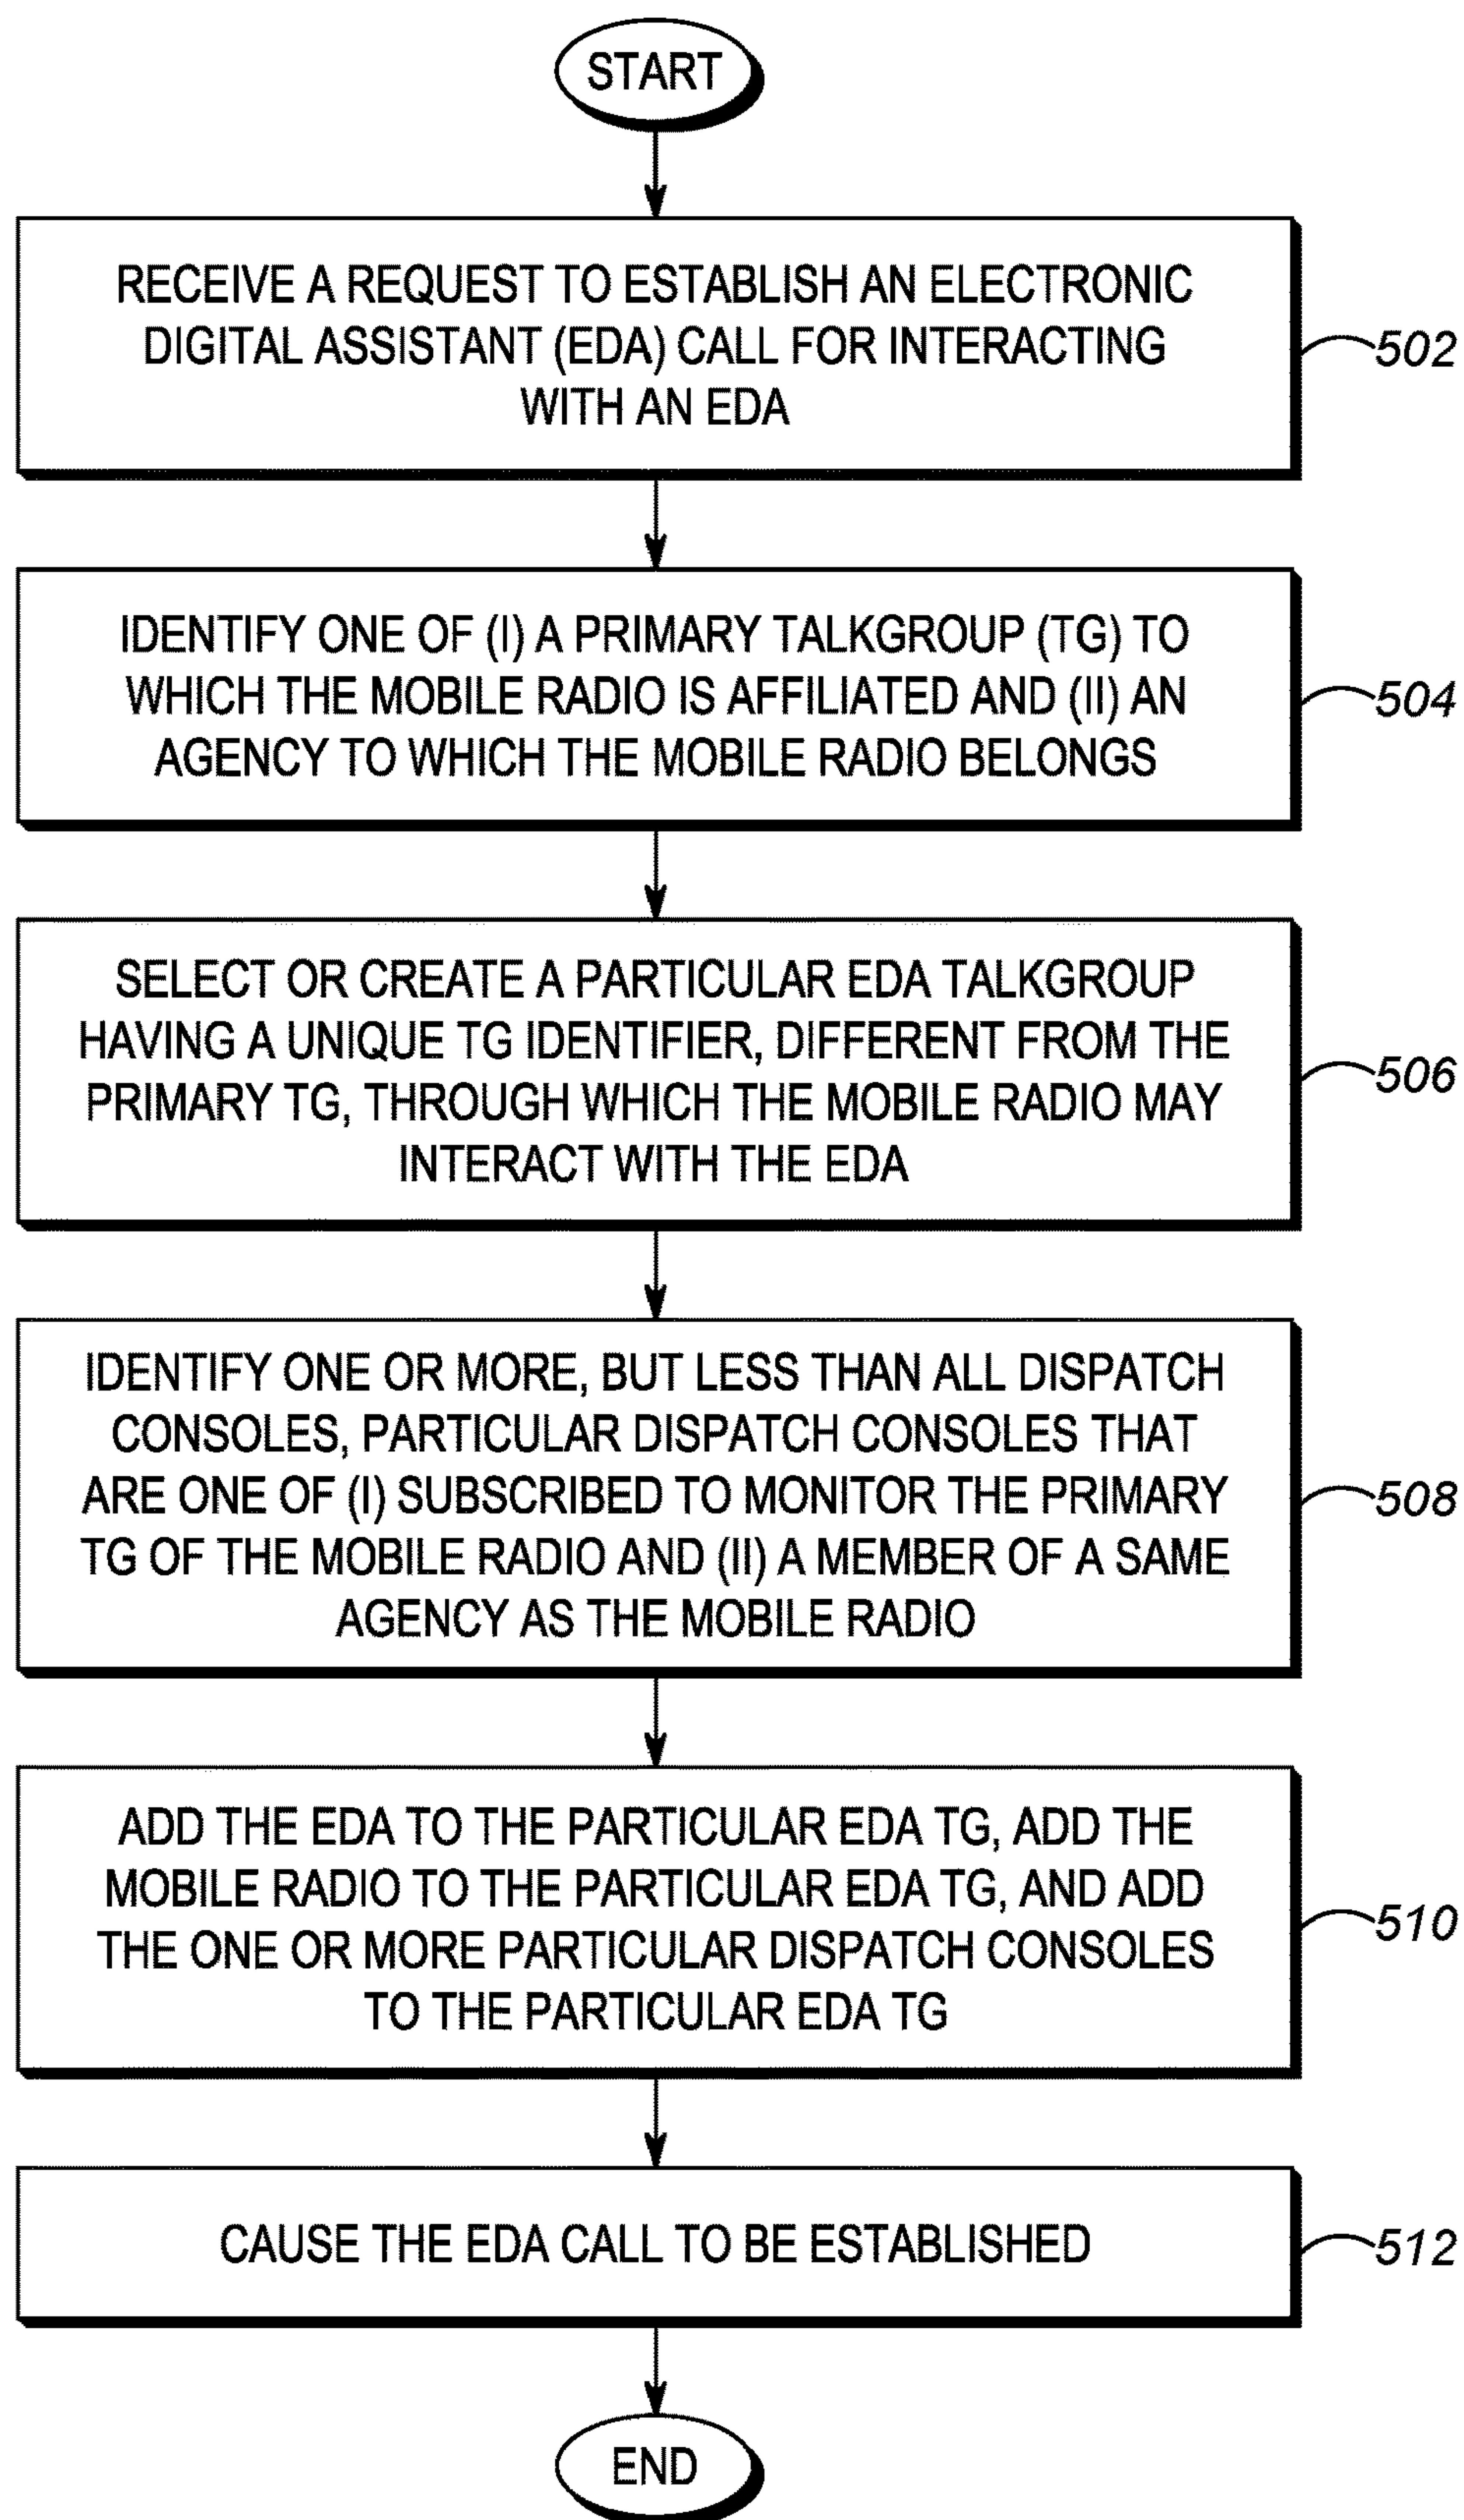 START
RECEIVE A REQUEST TO ESTABLISH AN ELECTRONIC
DIGITAL ASSISTANT (EDA) CALL FOR INTERACTING
WITH AN EDA
502
IDENTIFY ONE OF (I) A PRIMARY TALKGROUP (TG) TO
WHICH THE MOBILE RADIO IS AFFILIATED AND (II) AN
AGENCY TO WHICH THE MOBILE RADIO BELONGS
504
SELECT OR CREATE A PARTICULAR EDA TALKGROUP
HAVING A UNIQUE TG IDENTIFIER, DIFFERENT FROM THE
PRIMARY TG, THROUGH WHICH THE MOBILE RADIO MAY
INTERACT WITH THE EDA
506
IDENTIFY ONE OR MORE, BUT LESS THAN ALL DISPATCH
CONSOLES, PARTICULAR DISPATCH CONSOLES THAT
ARE ONE OF (I) SUBSCRIBED TO MONITOR THE PRIMARY
TG OF THE MOBILE RADIO AND (II) A MEMBER OF A SAME
AGENCY AS THE MOBILE RADIO
508
ADD THE EDA TO THE PARTICULAR EDA TG, ADD THE
MOBILE RADIO TO THE PARTICULAR EDA TG, AND ADD
THE ONE OR MORE PARTICULAR DISPATCH CONSOLES
TO THE PARTICULAR EDA TG
510
CAUSE THE EDA CALL TO BE ESTABLISHED
512
END